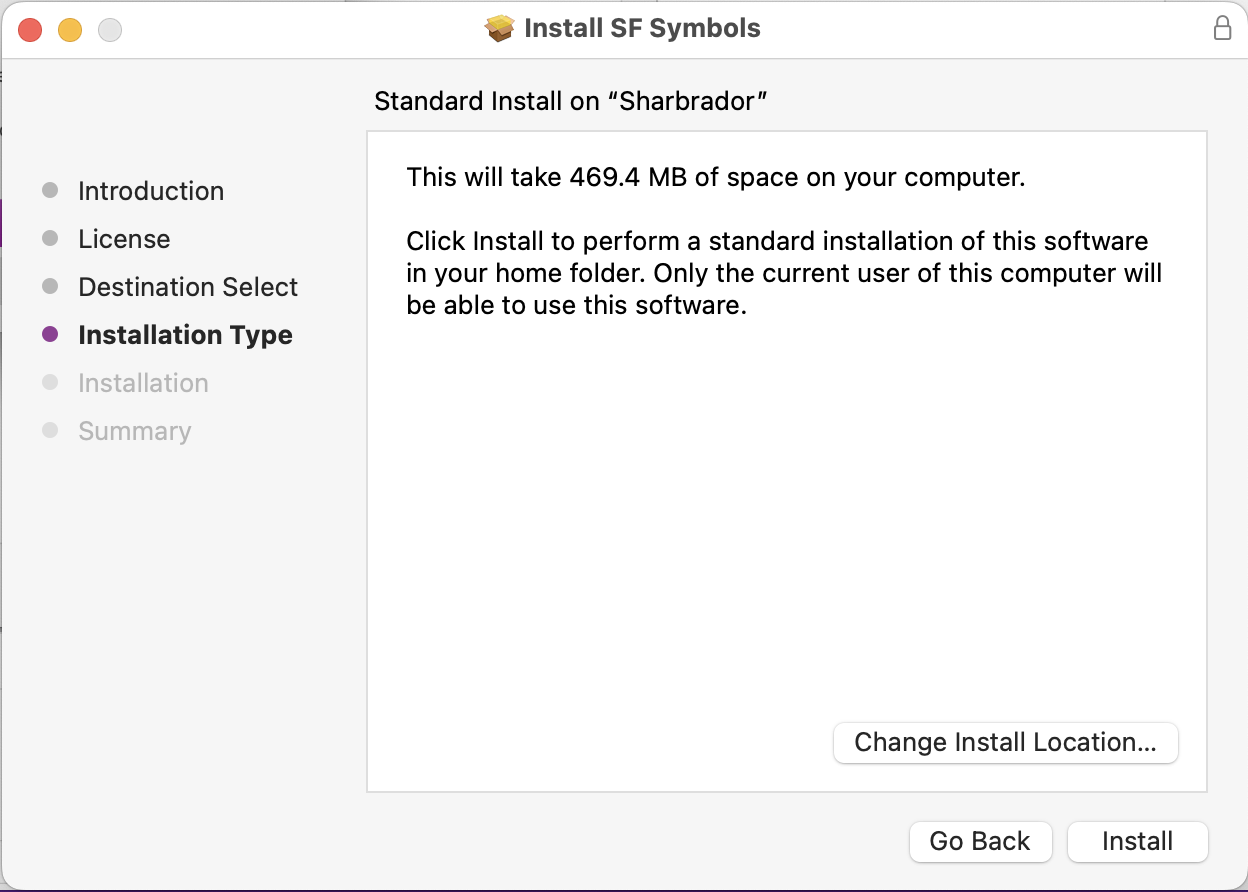 Install SF Symbols
Standard Install on “Sharbrador”
Introduction
License
Destination Select
Installation Type
Installation
Summary
This will take 469.4 MB of space on your computer.
Click Install to perform a standard installation of this software
in your home folder. Only the current user of this computer will
be able to use this software.
Change Install Location...
Go Back
Install